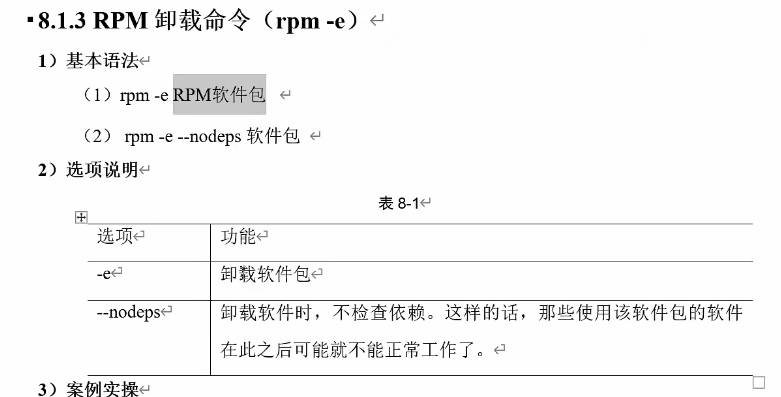 8.1.3 RPM 卸载命令（rpm -e）
1）基本语法
（1）rpm -e RPM软件包
（2） rpm -e --nodeps 软件包
2）选项说明
表 8-1
选项 功能
-e 卸载软件包
--nodeps 卸载软件时，不检查依赖。这样的话，那些使用该软件包的软件
在此之后可能就不能正常工作了。
3）案例实操